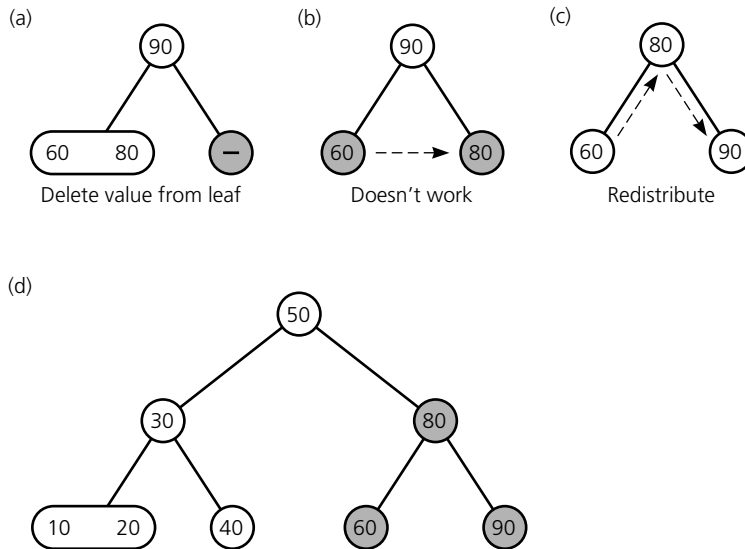 (a)
90
60 80
–
Delete value from leaf
(b)
90
60
80
Doesn't work
(c)
80
60
90
Redistribute
(d)
50
30
80
10 20
40
60
90